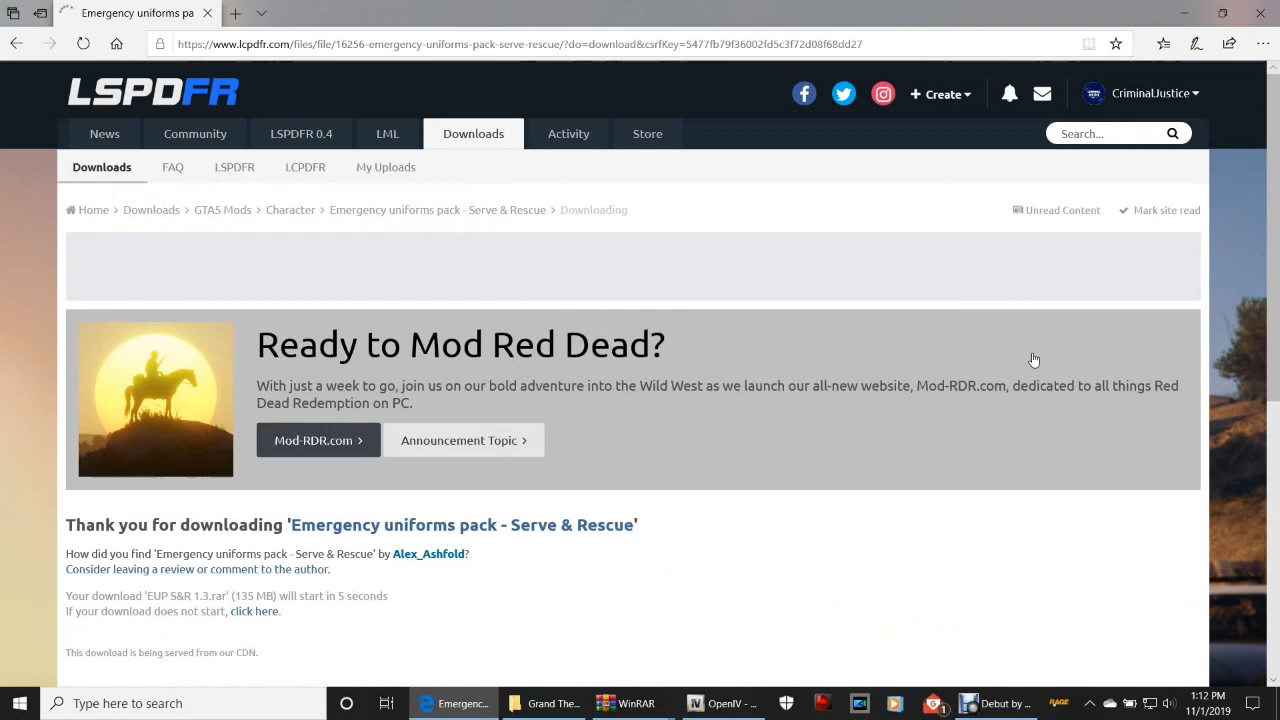 Emergency uniforms pack
https://www.lcpdfr.com/files/file/16256-emergency-uniforms-pack-serve-rescue/?do=download&csrfKey=5477fb79f36002fd5c3f72d08f68dd27
LSPDFR
Create
CriminalJustice
News Community LSPDFR 0.4 LML Downloads Activity Store
Search...
Downloads FAQ LSPDFR LCPDFR My Uploads
Home > Downloads > GTA5 Mods > Character > Emergency uniforms pack - Serve & Rescue > Downloading
Unread Content Mark site read
Ready to Mod Red Dead?
With just a week to go, join us on our bold adventure into the Wild West as we launch our all-new website, Mod-RDR.com, dedicated to all things Red
Dead Redemption on PC.
Mod-RDR.com > Announcement Topic >
Thank you for downloading 'Emergency uniforms pack - Serve & Rescue'
How did you find 'Emergency uniforms pack - Serve & Rescue' by Alex_Ashfold?
Consider leaving a review or comment to the author.
Your download 'EUP S&R 1.3.rar' (135 MB) will start in 5 seconds
If your download does not start, click here.
This download is being served from our CDN.
Type here to search
Emergenc...
Grand The...
WinRAR
OpenIV - ...
1
Debut by ...
RAGE
1:12 PM
11/1/2019